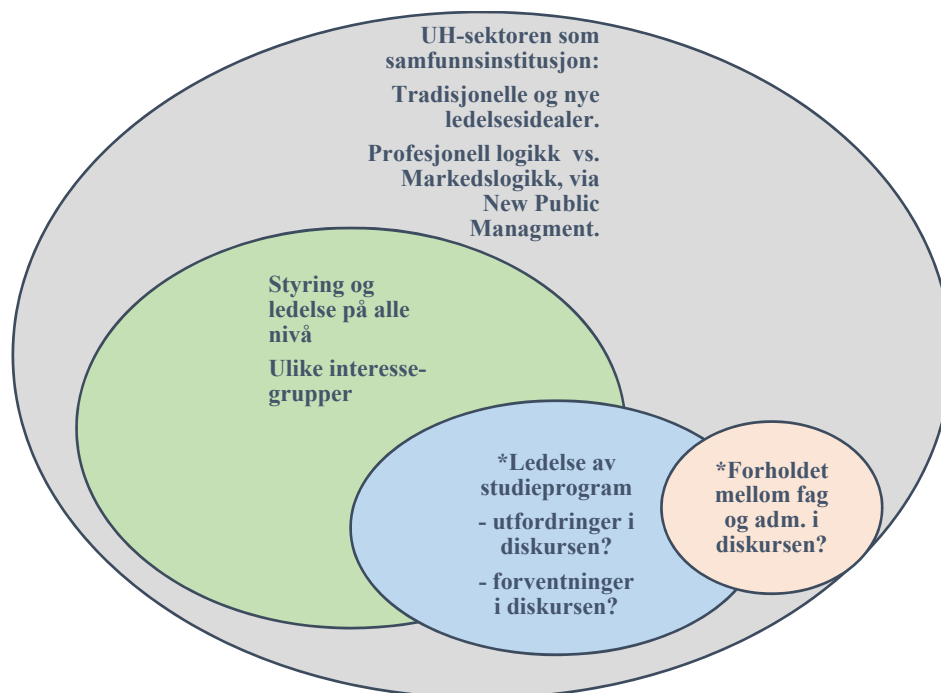 UH-sektoren som
samfunnsinstitusjon:
Tradisjonelle og nye
ledelsesidealer.
Profesjonell logikk vs.
Markedslogikk, via
New Public
Managment.
Styring og
ledelse på alle
nivå
Ulike interesse-
grupper
*Ledelse av
studieprogram
- utfordringer i
diskursen?
- forventninger
i diskursen?
*Forholdet
mellom fag
og adm. i
diskursen?